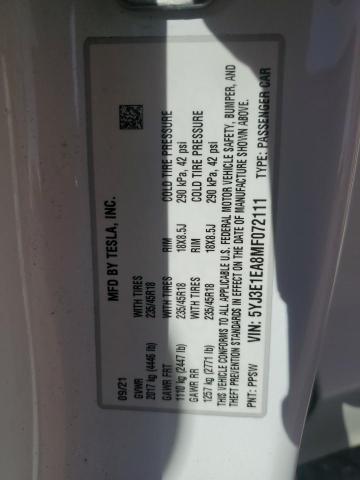 MFD BY TESLA, INC.
09/21
GVWR WITH TIRES RIM COLD TIRE PRESSURE
2017 kg (4446 lb) 235/45R18 18X8.5J 290 kPa, 42 psi
GAWR FRT WITH TIRES RIM COLD TIRE PRESSURE
1110 kg (2447 lb) 235/45R18 18X8.5J 290 kPa, 42 psi
GAWR RR
1257 kg (2771 lb)
THIS VEHICLE CONFORMS TO ALL APPLICABLE U.S. FEDERAL MOTOR VEHICLE SAFETY, BUMPER, AND
THEFT PREVENTION STANDARDS IN EFFECT ON THE DATE OF MANUFACTURE SHOWN ABOVE.
VIN: 5YJ3E1EA8MF072111 TYPE: PASSENGER CAR
PNT: PPSW